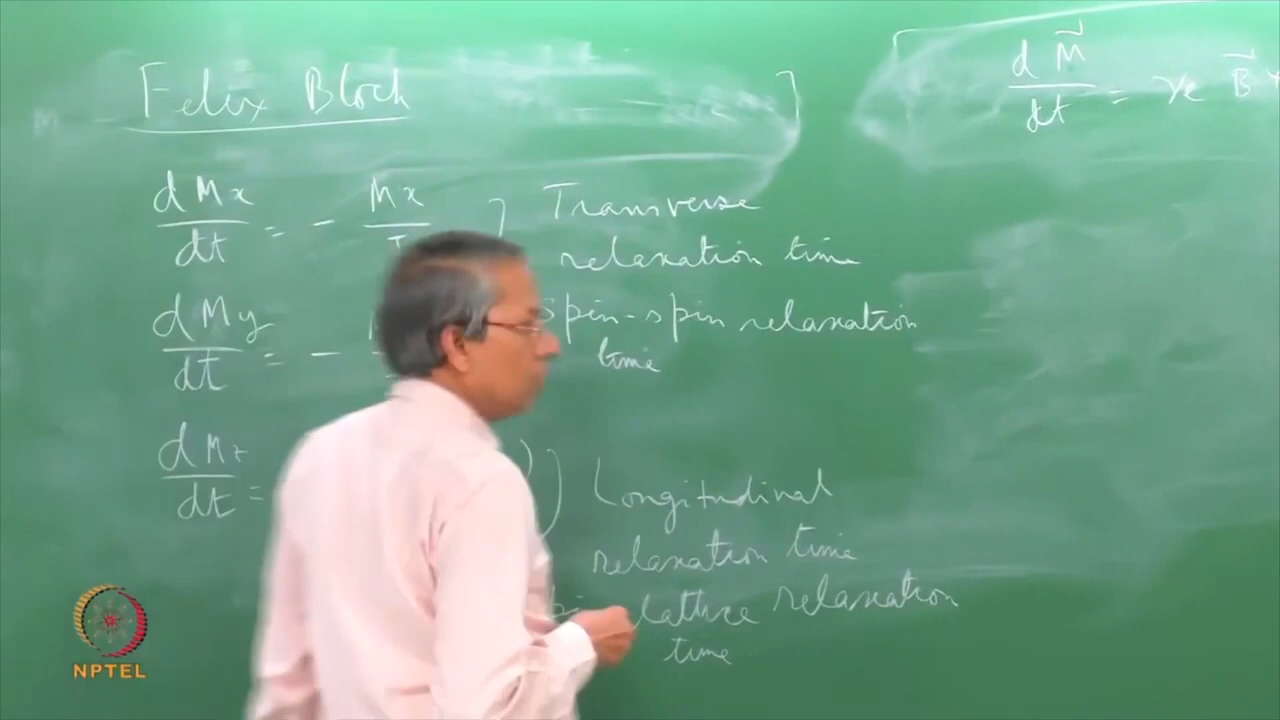 Felix Block
dMx/dt = - Mx/T
Transverse
relaxation time
dMy/dt = -
spin-spin relaxation
time
dMz/dt =
Longitudinal
relaxation time
lattice relaxation
time
dM⃗/dt = γe B⃗ ×
NPTEL